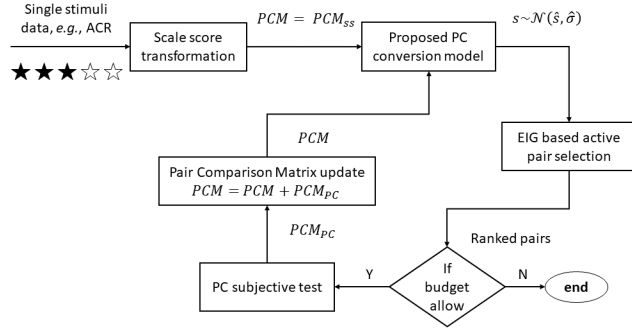 Single stimuli
data, e.g., ACR
Scale score
transformation
PCM = PCM_ss
Proposed PC
conversion model
s~𝒩(ŝ, σ̂)
EIG based active
pair selection
PCM
Pair Comparison Matrix update
PCM = PCM + PCM_PC
PCM_PC
Ranked pairs
PC subjective test
Y
If
budget
allow
N
end